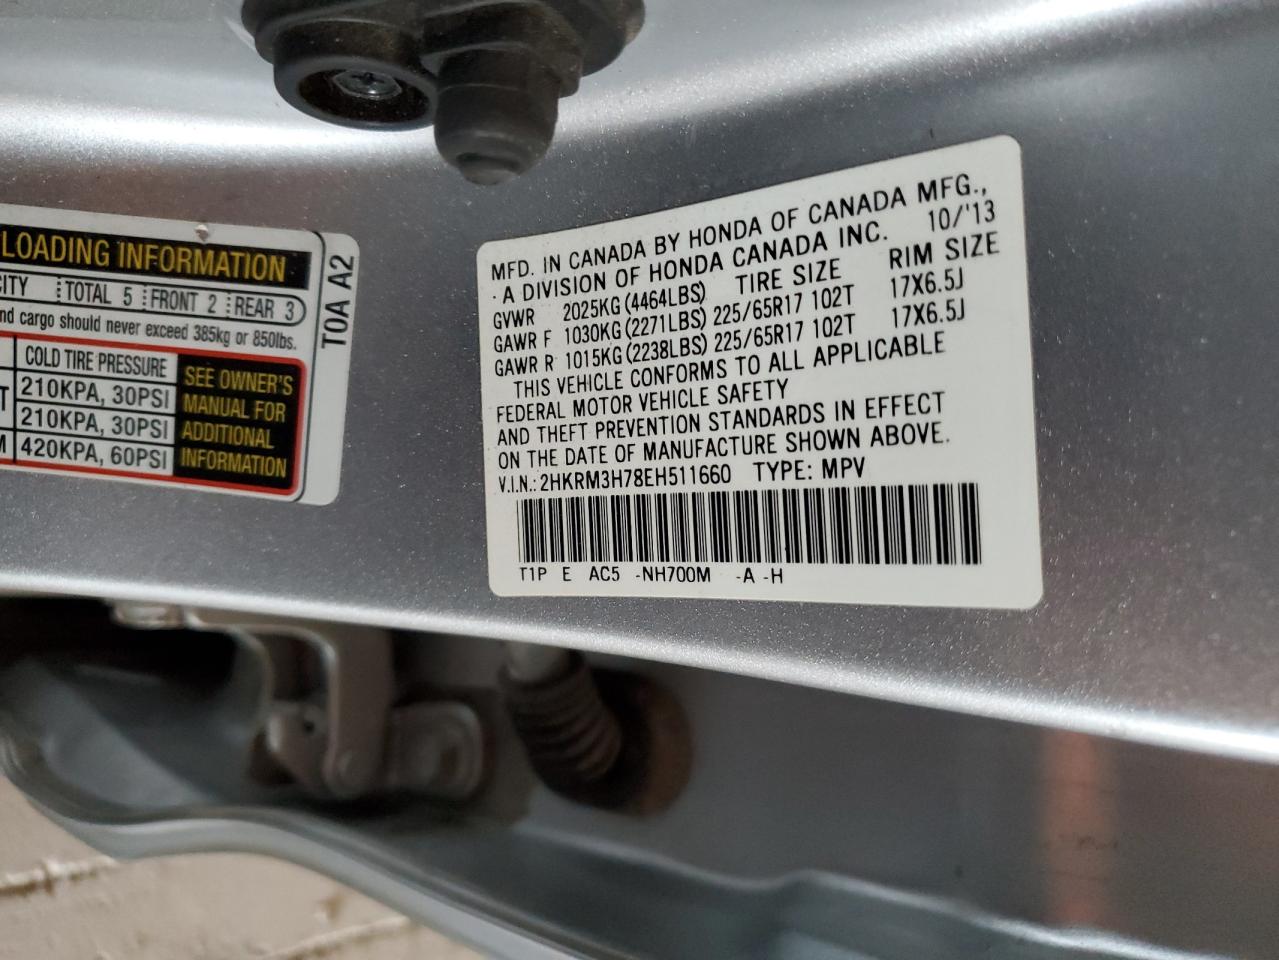 LOADING INFORMATION
TOTAL 5 FRONT 2 REAR 3
cargo should never exceed 385kg or 850lbs.
COLD TIRE PRESSURE
210KPA, 30PSI
210KPA, 30PSI
420KPA, 60PSI
SEE OWNER'S
MANUAL FOR
ADDITIONAL
INFORMATION
T0A A2
MFD. IN CANADA BY HONDA OF CANADA MFG.,
A DIVISION OF HONDA CANADA INC. 10/'13
GVWR 2025KG (4464LBS) TIRE SIZE RIM SIZE
GAWR F 1030KG (2271LBS) 225/65R17 102T 17X6.5J
GAWR R 1015KG (2238LBS) 225/65R17 102T 17X6.5J
THIS VEHICLE CONFORMS TO ALL APPLICABLE
FEDERAL MOTOR VEHICLE SAFETY
AND THEFT PREVENTION STANDARDS IN EFFECT
ON THE DATE OF MANUFACTURE SHOWN ABOVE.
V.I.N.: 2HKRM3H78EH511660 TYPE: MPV
T1P E AC5 -NH700M -A -H